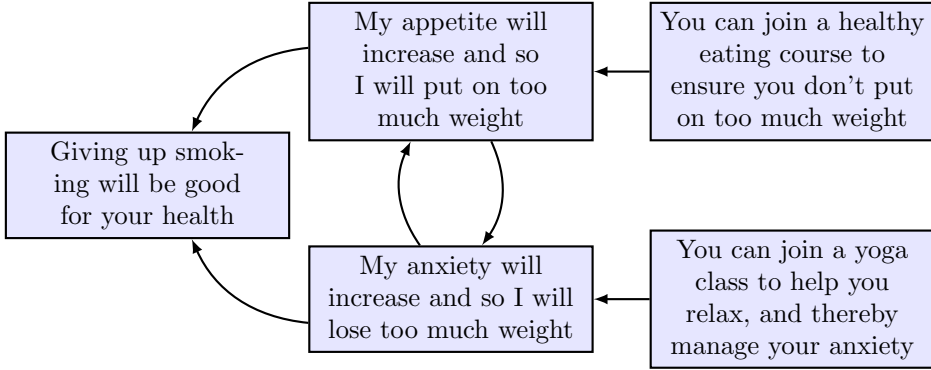 My appetite will
increase and so
I will put on too
much weight
You can join a healthy
eating course to
ensure you don't put
on too much weight
Giving up smok-
ing will be good
for your health
My anxiety will
increase and so I will
lose too much weight
You can join a yoga
class to help you
relax, and thereby
manage your anxiety